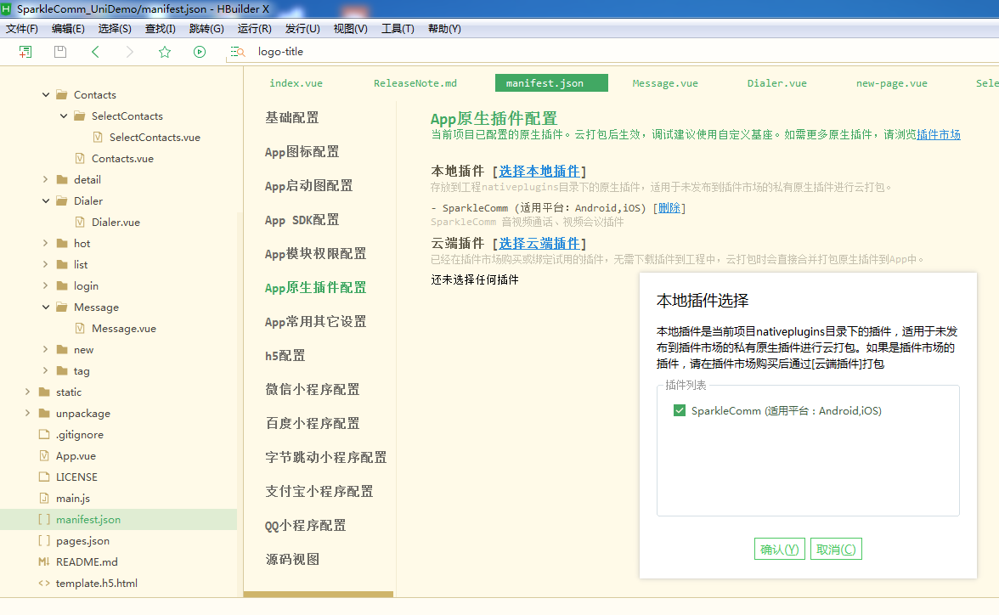 SparkleComm_UniDemo/manifest.json - HBuilder X
文件(F) 编辑(E) 选择(S) 查找(I) 跳转(G) 运行(R) 发行(U) 视图(V) 工具(T) 帮助(Y)
logo-title
Contacts
SelectContacts
SelectContacts.vue
Contacts.vue
detail
Dialer
Dialer.vue
hot
list
login
Message
Message.vue
new
tag
static
unpackage
.gitignore
App.vue
LICENSE
main.js
[ ] manifest.json
[ ] pages.json
M↓ README.md
<> template.h5.html
index.vue ReleaseNote.md manifest.json Message.vue Dialer.vue new-page.vue Sele
基础配置
App图标配置
App启动图配置
App SDK配置
App模块权限配置
App原生插件配置
App常用其它设置
h5配置
微信小程序配置
百度小程序配置
字节跳动小程序配置
支付宝小程序配置
QQ小程序配置
源码视图
App原生插件配置
当前项目已配置的原生插件。云打包后生效，调试建议使用自定义基座。如需更多原生插件，请浏览插件市场
本地插件 [选择本地插件]
存放到工程nativeplugins目录下的原生插件，适用于未发布到插件市场的私有原生插件进行云打包。
- SparkleComm (适用平台：Android,iOS) [删除]
SparkleComm 音视频通话、视频会议插件
云端插件 [选择云端插件]
已经在插件市场购买或绑定试用的插件，无需下载插件到工程中，云打包时会直接合并打包原生插件到App中。
还未选择任何插件
本地插件选择
本地插件是当前项目nativeplugins目录下的插件，适用于未发
布到插件市场的私有原生插件进行云打包。如果是插件市场的
插件，请在插件市场购买后通过[云端插件]打包
插件列表
SparkleComm (适用平台：Android,iOS)
确认(Y) 取消(C)